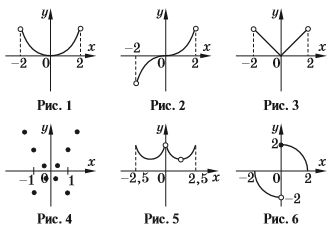 y y y
x x x
−2 0 2 −2 0 2 −2 0 2
Рис. 1 Рис. 2 Рис. 3
y y y
2
x x x
−1 0 1 −2,5 0 2,5 0 2
−2
Рис. 4 Рис. 5 Рис. 6